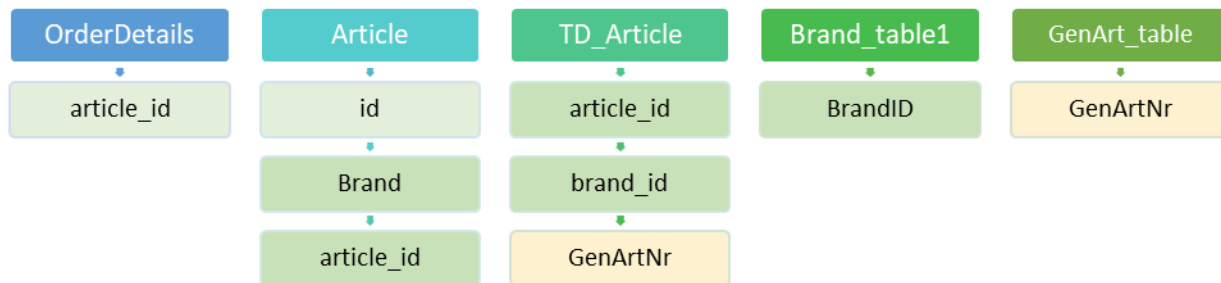 OrderDetails
article_id
Article
id
Brand
article_id
TD_Article
article_id
brand_id
GenArtNr
Brand_table1
BrandID
GenArt_table
GenArtNr